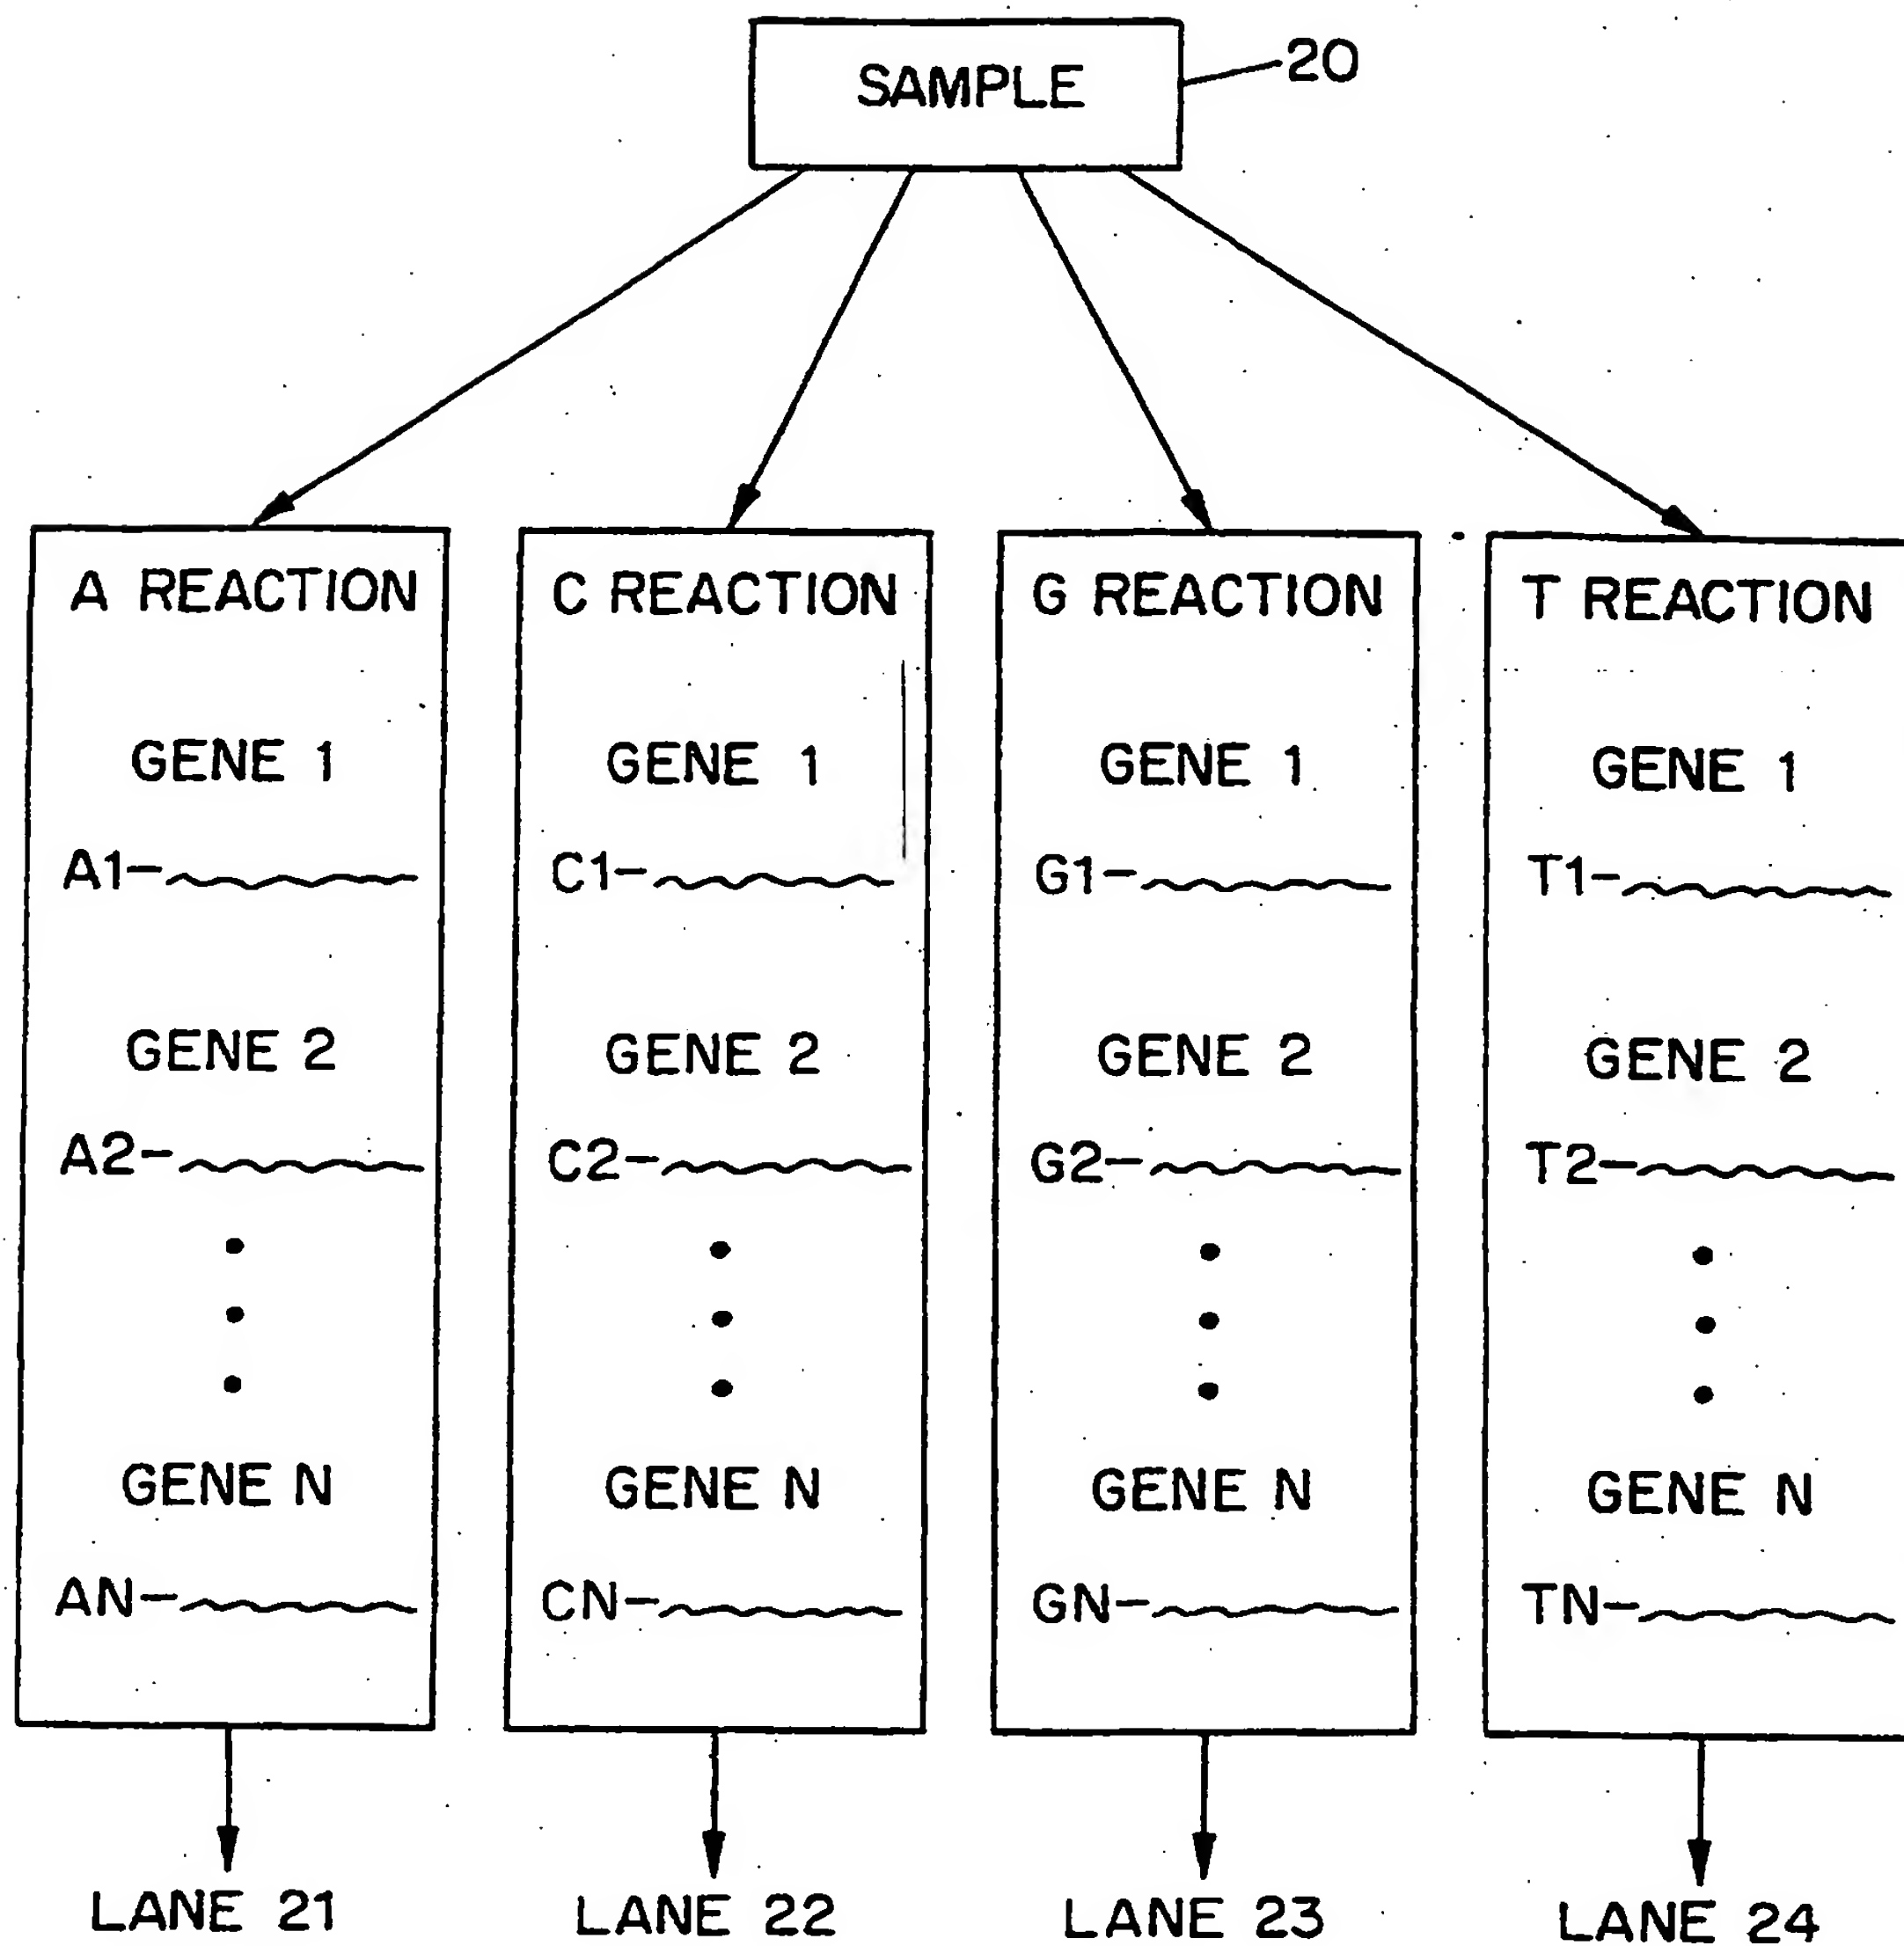 SAMPLE
20
A REACTION
GENE 1
A1
GENE 2
A2
GENE N
AN
LANE 21
C REACTION
GENE 1
C1
GENE 2
C2
GENE N
CN
LANE 22
G REACTION
GENE 1
G1
GENE 2
G2
GENE N
GN
LANE 23
T REACTION
GENE 1
T1
GENE 2
T2
GENE N
TN
LANE 24